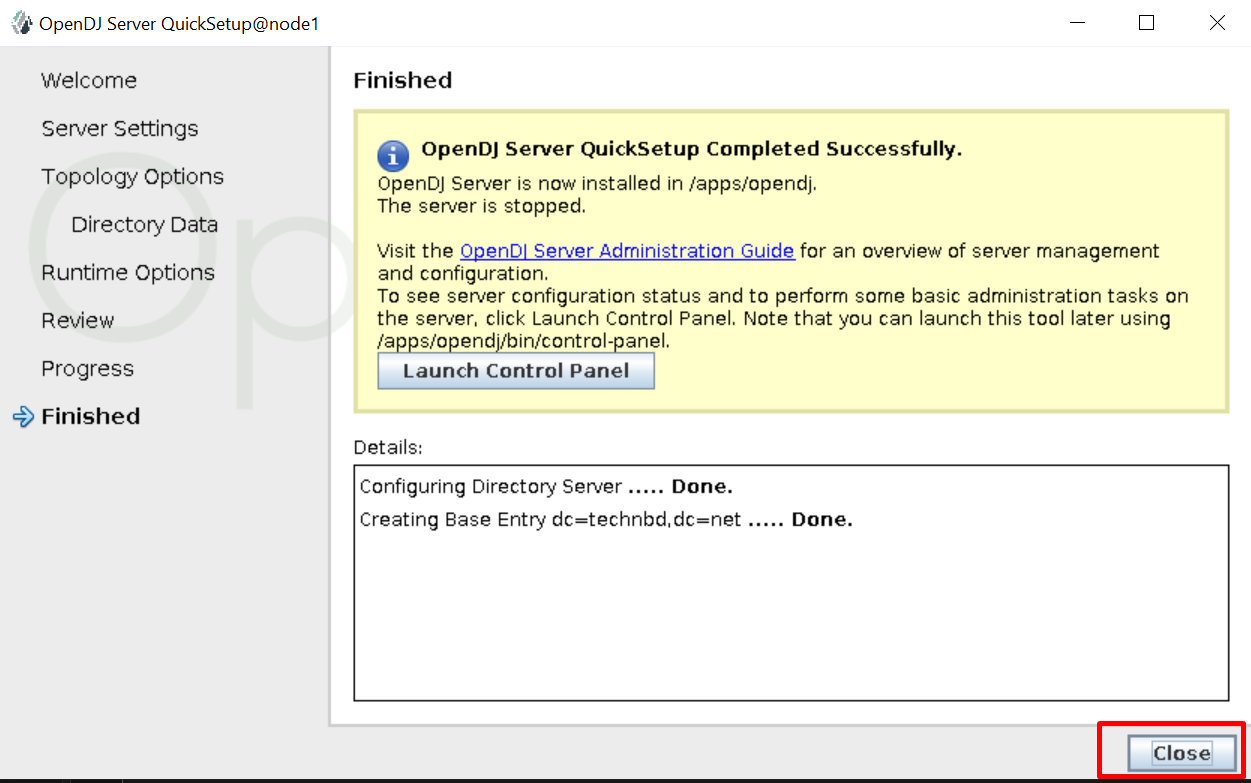 OpenDJ Server QuickSetup@node1
Welcome
Server Settings
Topology Options
Directory Data
Runtime Options
Review
Progress
Finished
Op
Finished
OpenDJ Server QuickSetup Completed Successfully.
OpenDJ Server is now installed in /apps/opendj.
The server is stopped.
Visit the OpenDJ Server Administration Guide for an overview of server management
and configuration.
To see server configuration status and to perform some basic administration tasks on
the server, click Launch Control Panel. Note that you can launch this tool later using
/apps/opendj/bin/control-panel.
Launch Control Panel
Details:
Configuring Directory Server ..... Done.
Creating Base Entry dc=technbd,dc=net ..... Done.
Close